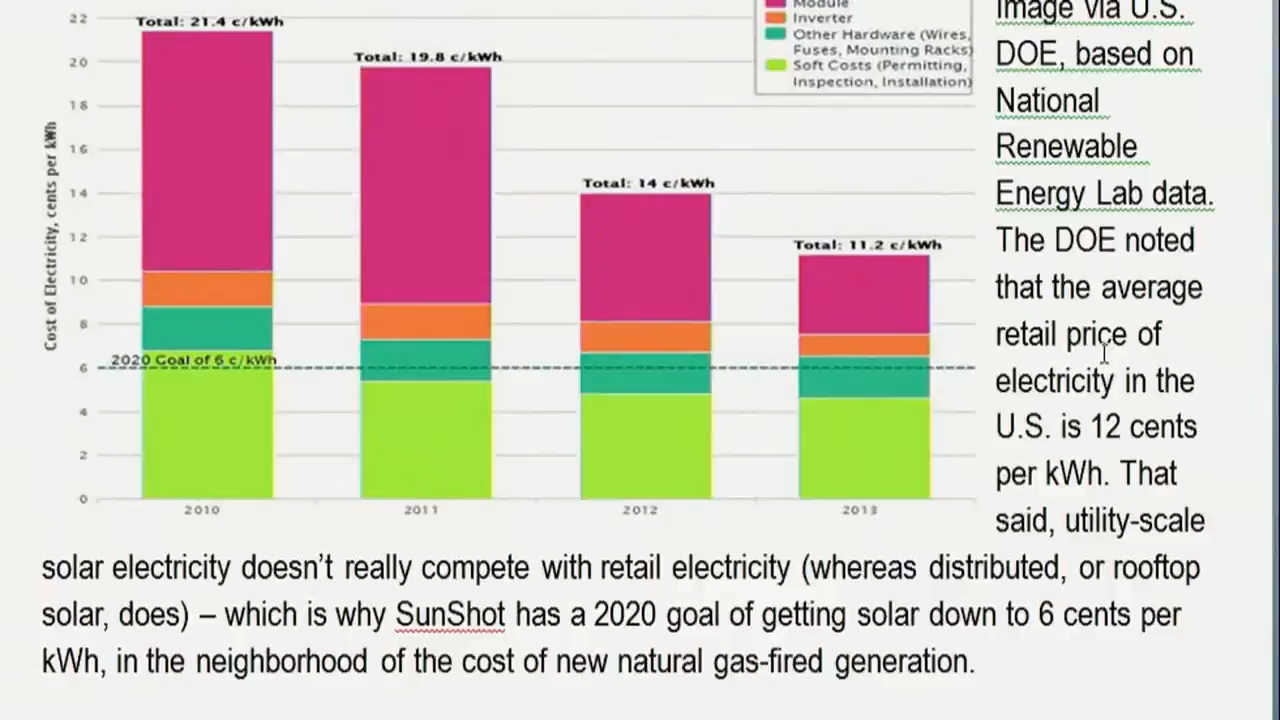 22
20
18
16
14
12
10
8
6
4
2
0
Cost of Electricity, cents per kWh
Total: 21.4 c/kWh
Total: 19.8 c/kWh
Total: 14 c/kWh
Total: 11.2 c/kWh
2020 Goal of 6 c/kWh
2010
2011
2012
2013
Module
Inverter
Other Hardware (Wires,
Fuses, Mounting Racks)
Soft Costs (Permitting,
Inspection, Installation)
Image via U.S.
DOE, based on
National
Renewable
Energy Lab data.
The DOE noted
that the average
retail price of
electricity in the
U.S. is 12 cents
per kWh. That
said, utility-scale
solar electricity doesn’t really compete with retail electricity (whereas distributed, or rooftop
solar, does) – which is why SunShot has a 2020 goal of getting solar down to 6 cents per
kWh, in the neighborhood of the cost of new natural gas-fired generation.